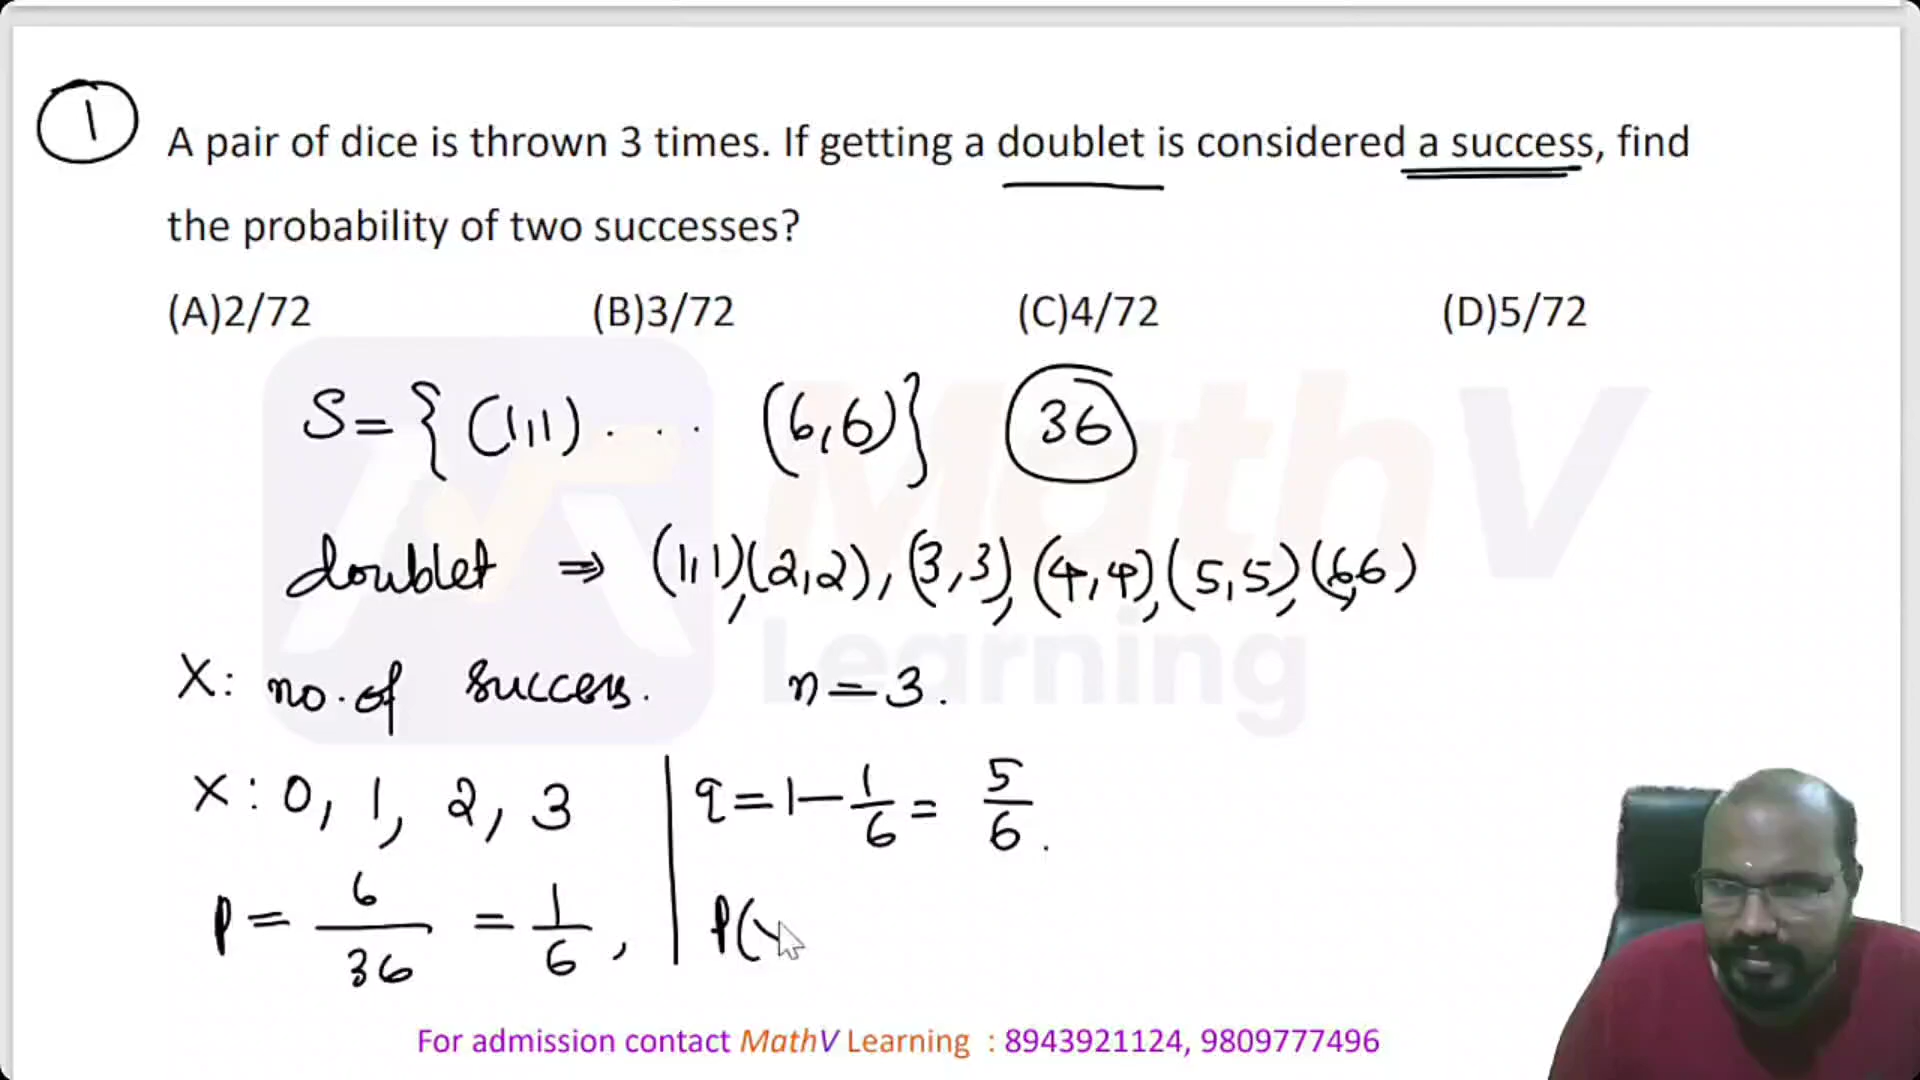 1
A pair of dice is thrown 3 times. If getting a doublet is considered a success, find
the probability of two successes?
(A)2/72 (B)3/72 (C)4/72 (D)5/72
S = { (1,1) . . . . (6,6) } 36
doublet ⇒ (1,1), (2,2), (3,3), (4,4), (5,5), (6,6)
X: no. of success. n = 3.
X: 0, 1, 2, 3 | q = 1 − 1/6 = 5/6.
P = 6/36 = 1/6, | P(
MathV
Learning
For admission contact MathV Learning : 8943921124, 9809777496